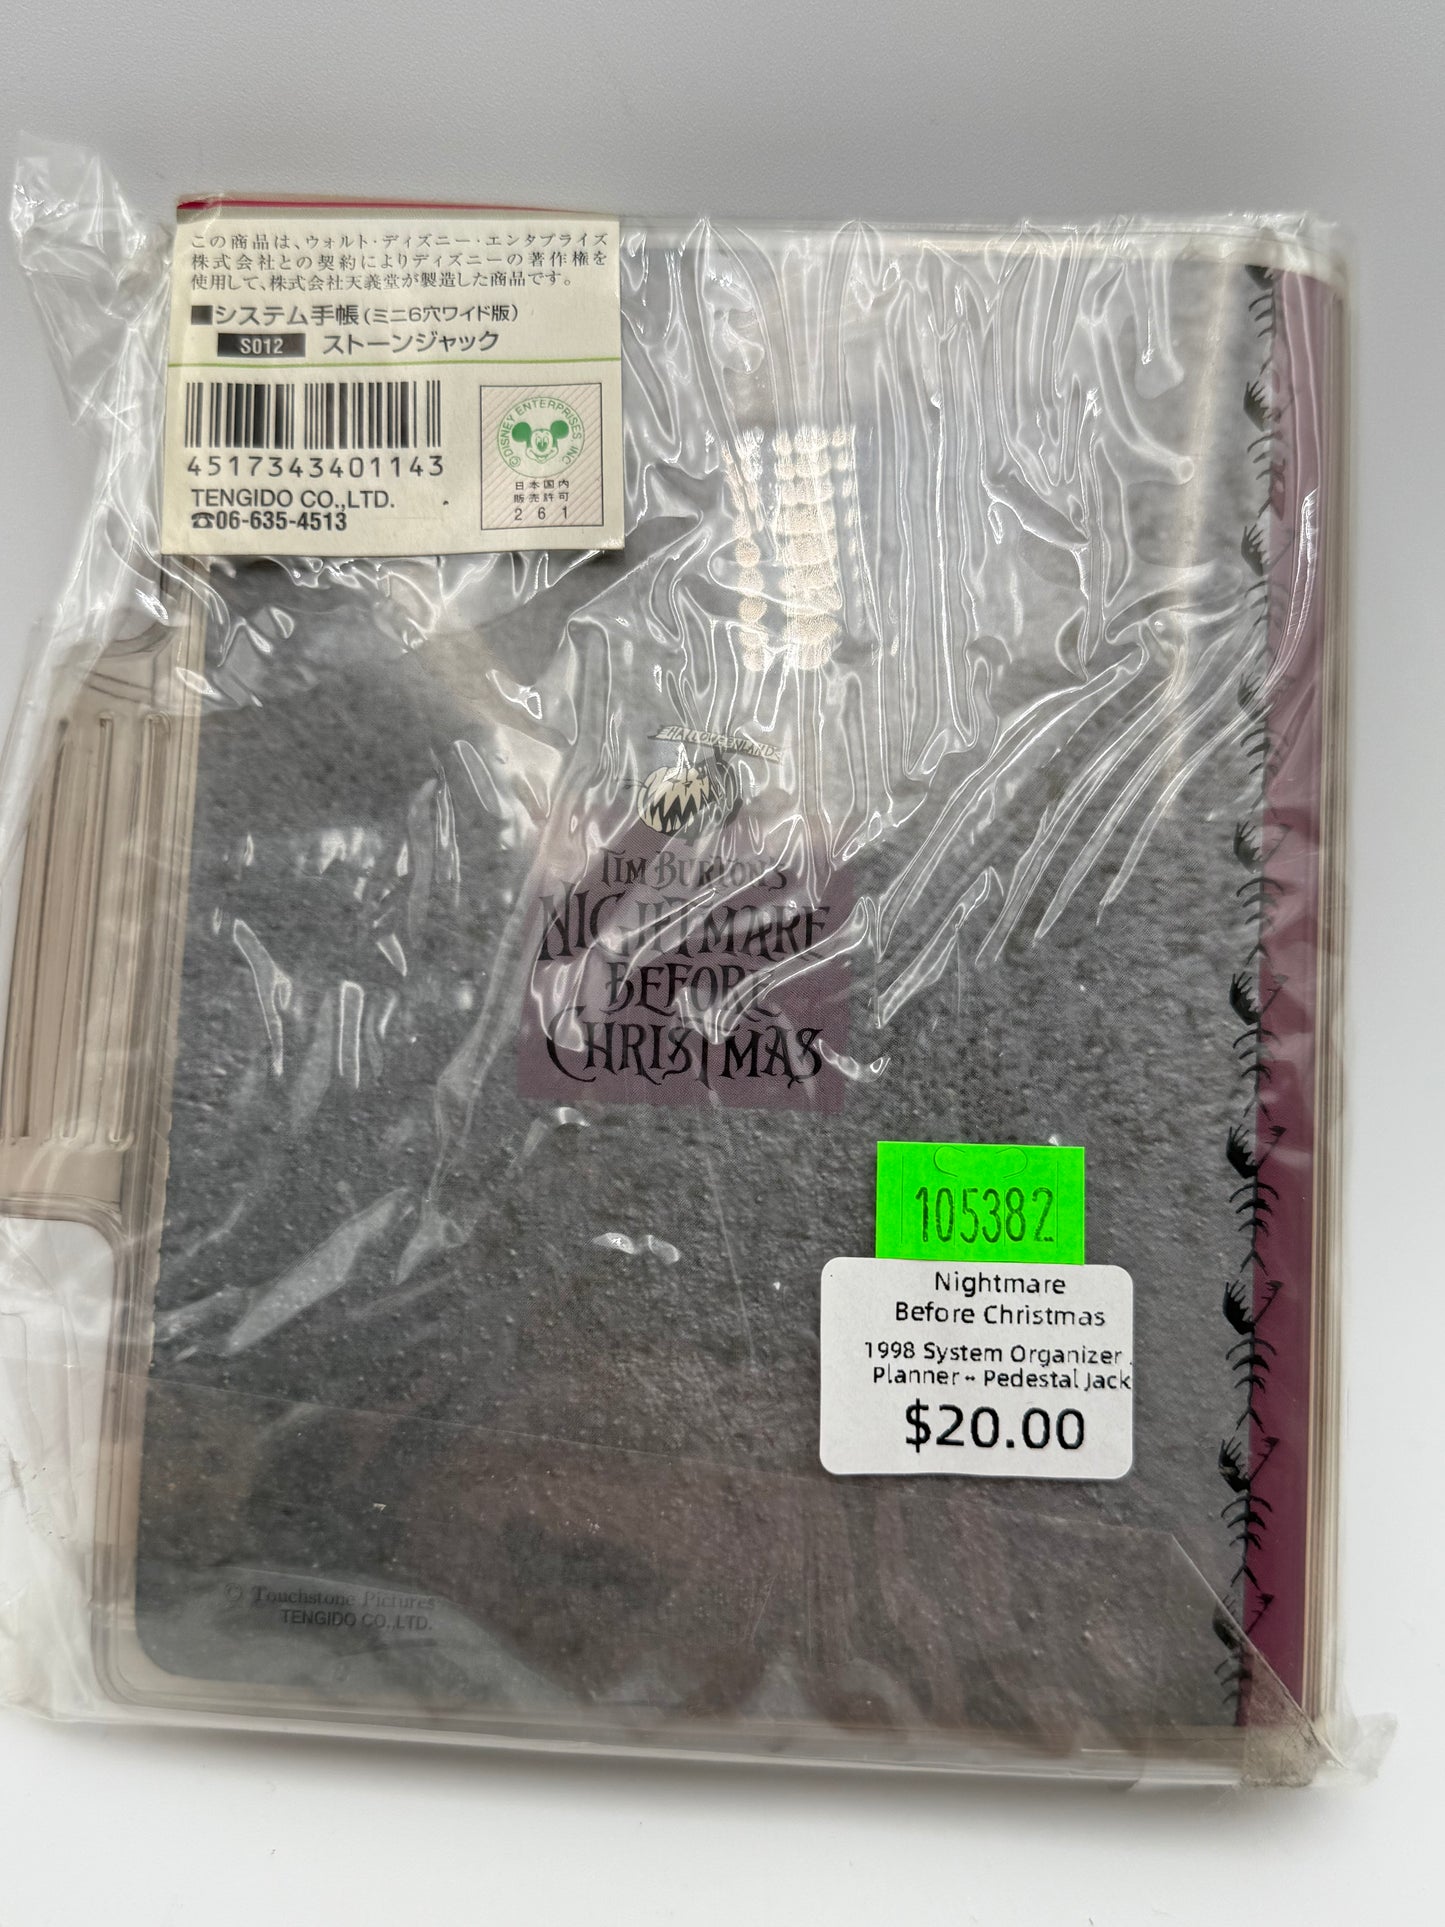 この商品は、ウォルト・ディズニー・エンタプライズ
株式会社との契約によりディズニーの著作権を
使用して、株式会社天義堂が製造した商品です。
■システム手帳(ミニ6穴ワイド版)
S012 ストーンジャック
4517343401143
TENGIDO CO.,LTD.
☎06-635-4513
©DISNEY ENTERPRISES INC
日本国内
販売許可
261
HALLOWEENLAND
TIM BURTON'S
NIGHTMARE
BEFORE
CHRISTMAS
105382
Nightmare
Before Christmas
1998 System Organizer
Planner -- Pedestal Jack
$20.00
© Touchstone Pictures
TENGIDO CO.,LTD.